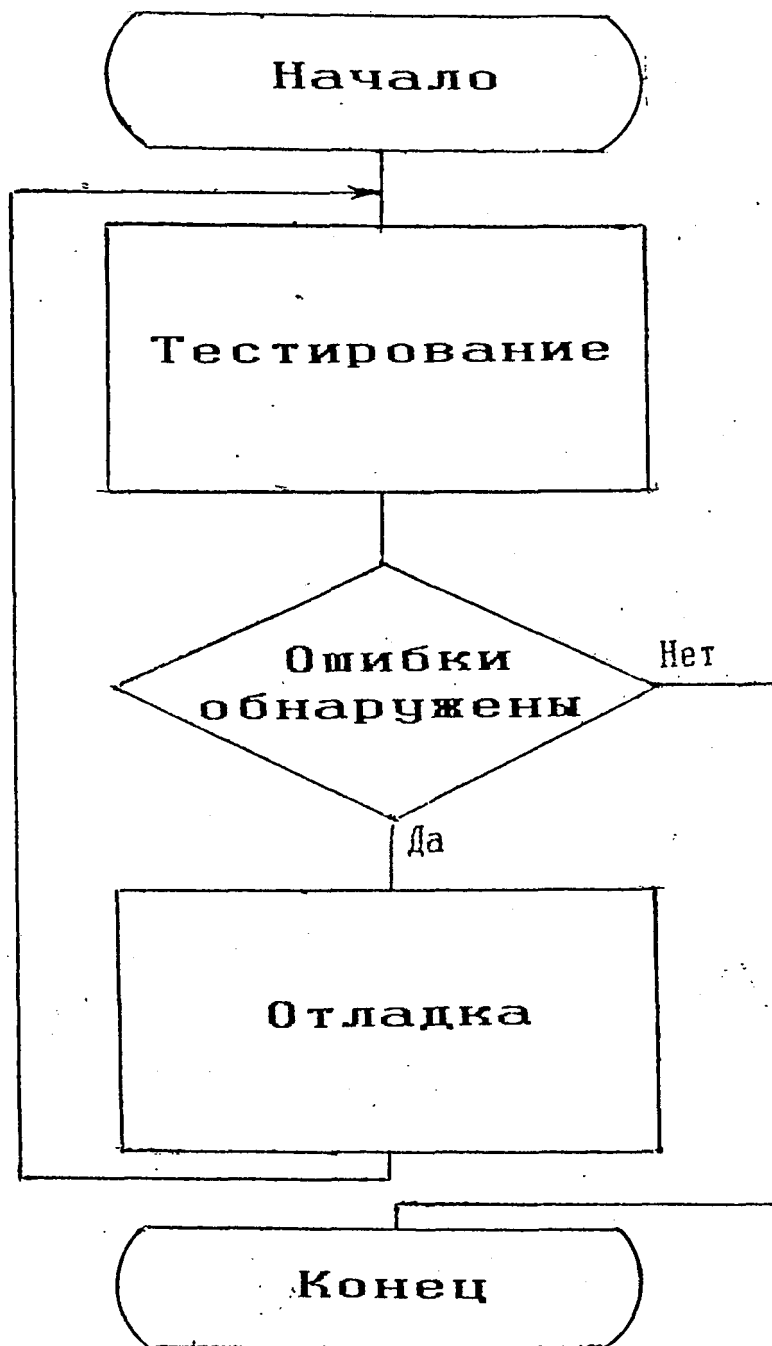 Начало
Тестирование
Ошибки
обнаружены
Нет
Да
Отладка
Конец